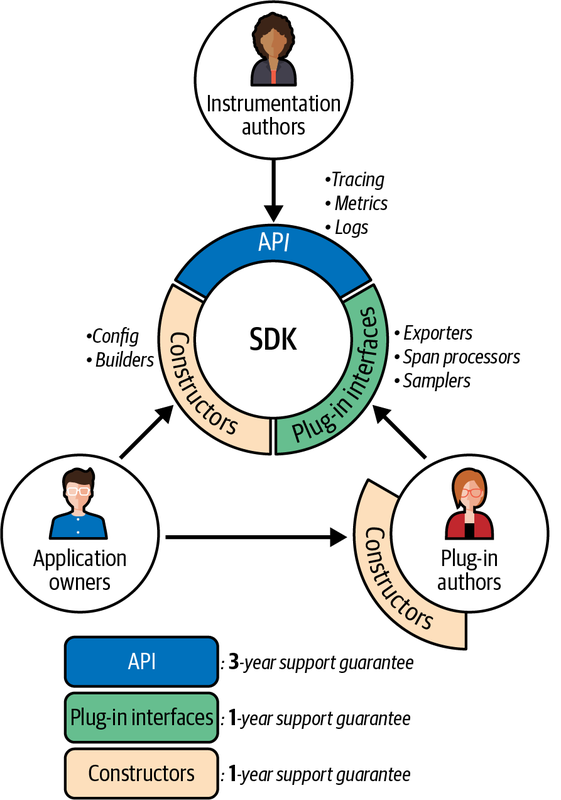 Instrumentation
authors
•Tracing
• Metrics
• Logs
API
SDK
Constructors
Plug-in interfaces
•Config
• Builders
• Exporters
• Span processors
• Samplers
Application
owners
Constructors
Plug-in
authors
API : 3-year support guarantee
Plug-in interfaces : 1-year support guarantee
Constructors : 1-year support guarantee